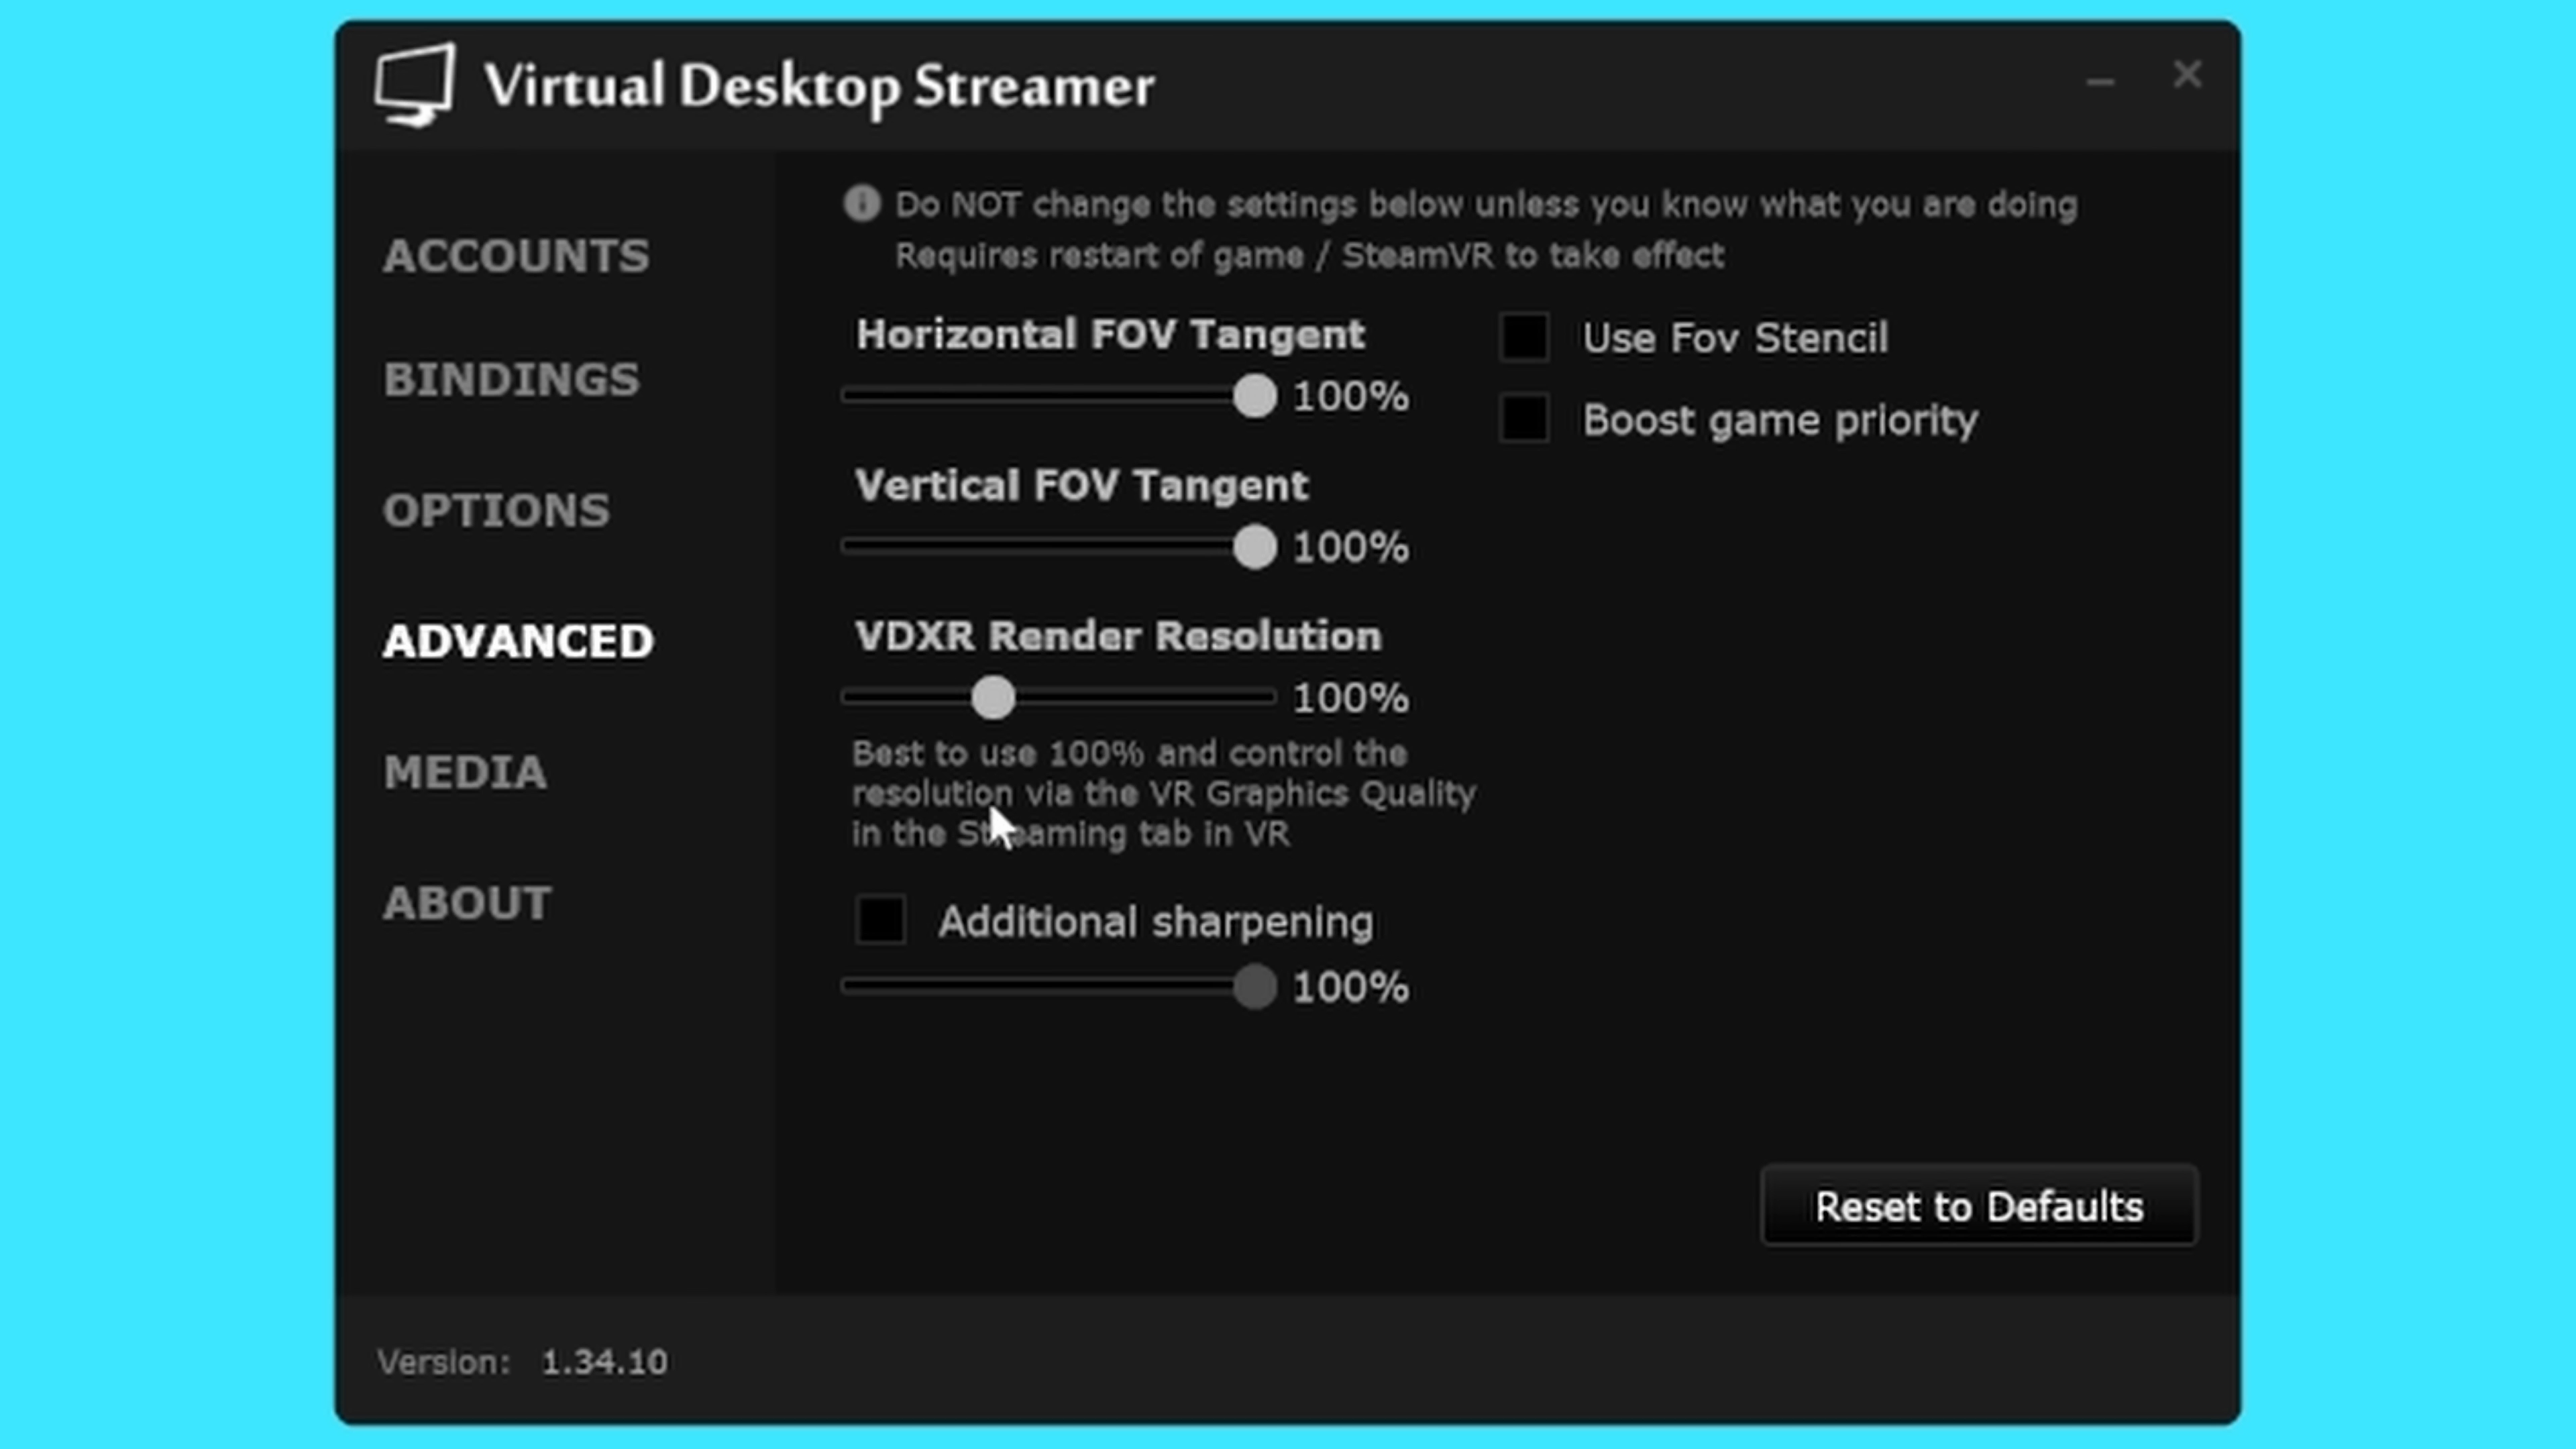 Virtual Desktop Streamer
ACCOUNTS
BINDINGS
OPTIONS
ADVANCED
MEDIA
ABOUT
Do NOT change the settings below unless you know what you are doing
Requires restart of game / SteamVR to take effect
Horizontal FOV Tangent
100%
Use Fov Stencil
Boost game priority
Vertical FOV Tangent
100%
VDXR Render Resolution
100%
Best to use 100% and control the
resolution via the VR Graphics Quality
in the Streaming tab in VR
Additional sharpening
100%
Reset to Defaults
Version: 1.34.10